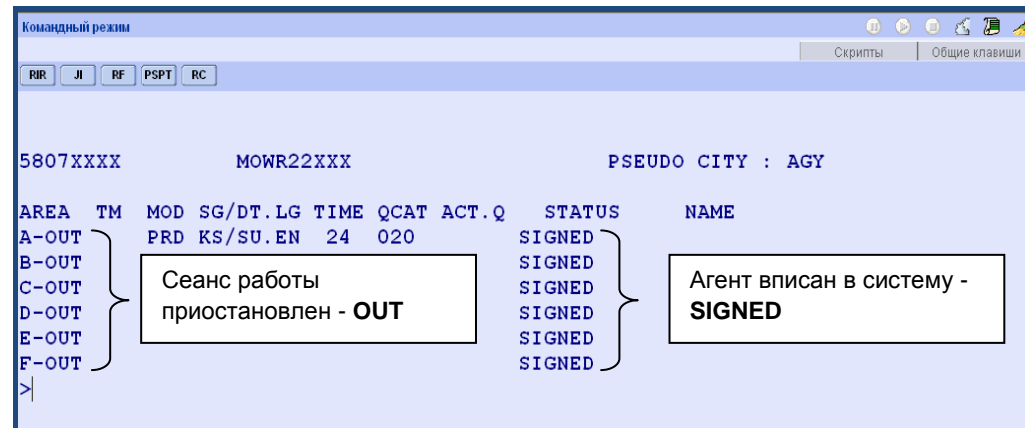 Командный режим
Скрипты Общие клавиши
RIR JI RF PSPT RC
5807XXXX MOWR22XXX PSEUDO CITY : AGY
AREA TM MOD SG/DT.LG TIME QCAT ACT.Q STATUS NAME
A-OUT PRD KS/SU.EN 24 020 SIGNED
B-OUT SIGNED
C-OUT SIGNED
D-OUT SIGNED
E-OUT SIGNED
F-OUT SIGNED
>
Сеанс работы
приостановлен - OUT
Агент вписан в систему -
SIGNED